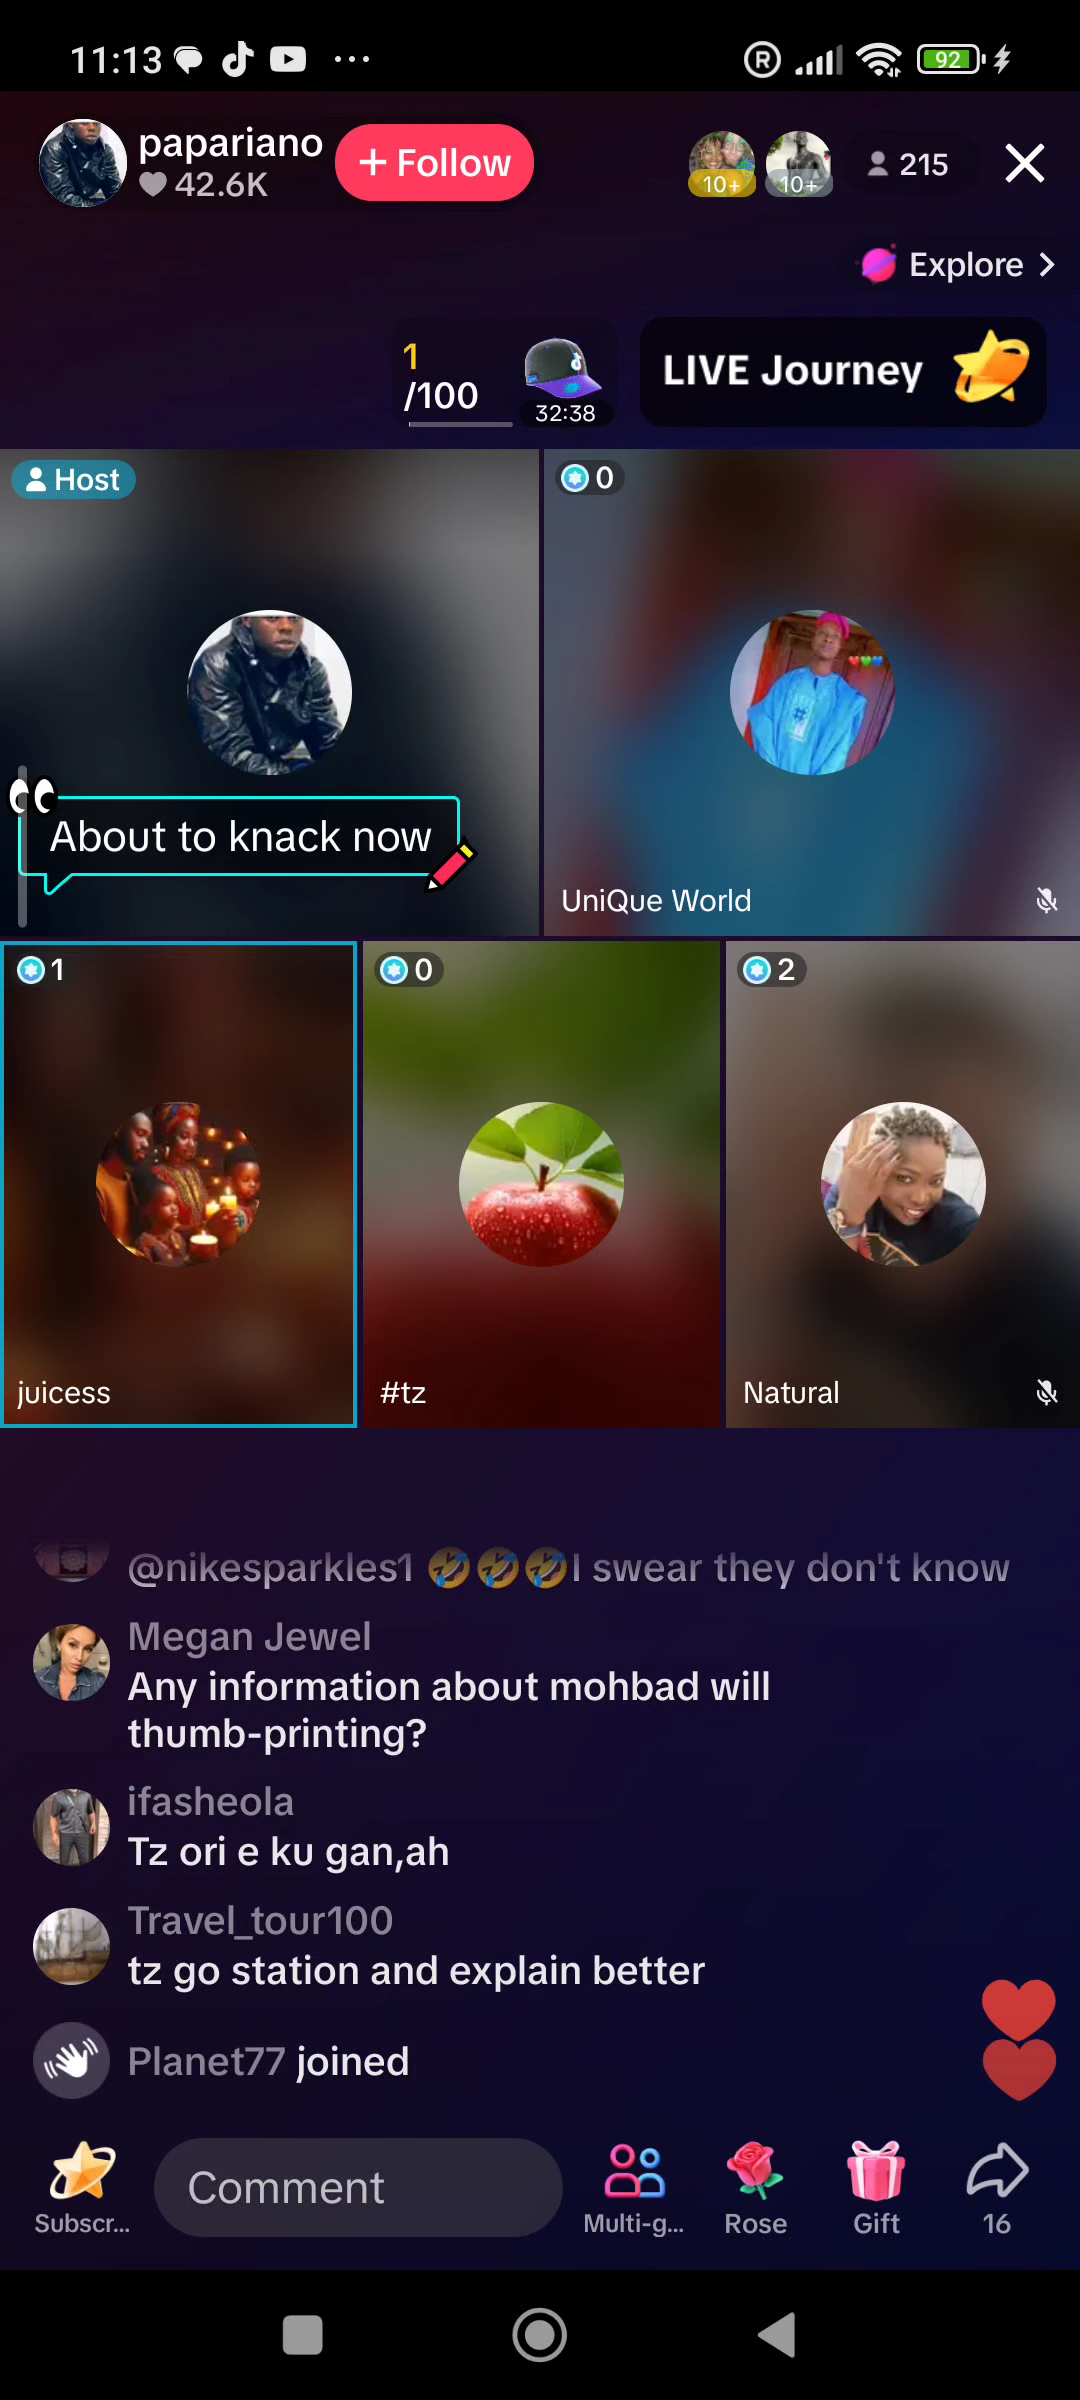 11:13
R
92
papariano
42.6K
+ Follow
10+
10+
215
Explore
1
/100
32:38
LIVE Journey
Host
0
About to knack now
UniQue World
1
0
2
juicess
#tz
Natural
@nikesparkles1 🤣🤣🤣I swear they don't know
Megan Jewel
Any information about mohbad will
thumb-printing?
ifasheola
Tz ori e ku gan,ah
Travel_tour100
tz go station and explain better
Planet77 joined
Subscr...
Comment
Multi-g...
Rose
Gift
16